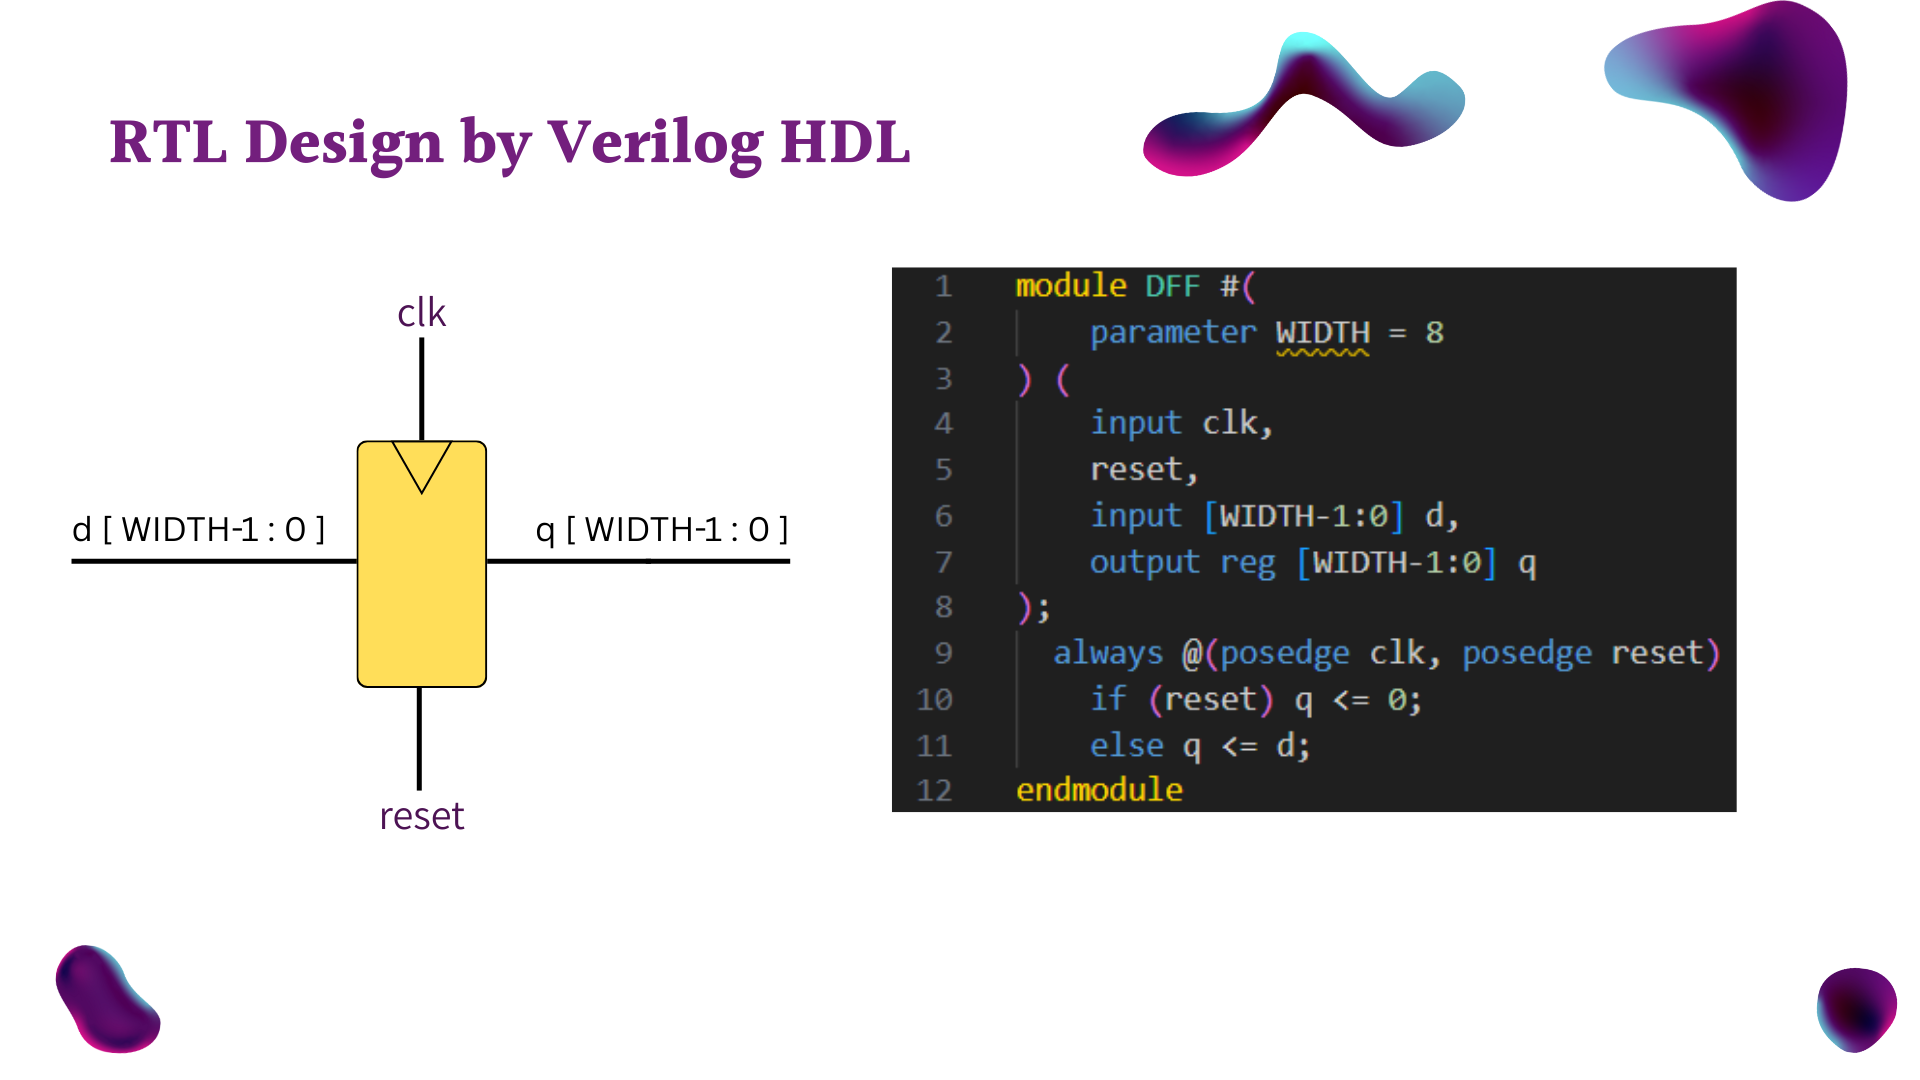 RTL Design by Verilog HDL
clk
d [ WIDTH-1 : 0 ]
q [ WIDTH-1 : 0 ]
reset
1 module DFF #(
2 parameter WIDTH = 8
3 ) (
4 input clk,
5 reset,
6 input [WIDTH-1:0] d,
7 output reg [WIDTH-1:0] q
8 );
9 always @(posedge clk, posedge reset)
10 if (reset) q <= 0;
11 else q <= d;
12 endmodule